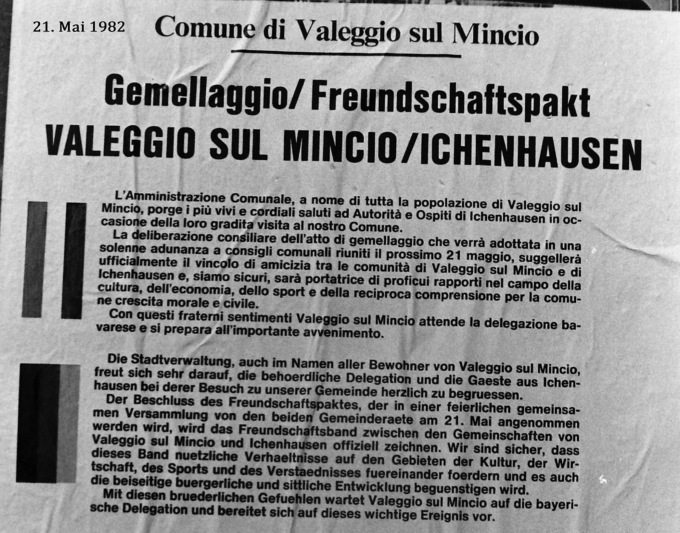 21. Mai 1982
Comune di Valeggio sul Mincio
Gemellaggio/Freundschaftspakt
VALEGGIO SUL MINCIO/ICHENHAUSEN
L'Amministrazione Comunale, a nome di tutta la popolazione di Valeggio sul
Mincio, porge i più vivi e cordiali saluti ad Autorità e Ospiti di Ichenhausen in oc-
casione della loro gradita visita al nostro Comune.
La deliberazione consiliare dell'atto di gemellaggio che verrà adottata in una
solenne adunanza a consigli comunali riuniti il prossimo 21 maggio, suggellerà
ufficialmente il vincolo di amicizia tra le comunità di Valeggio sul Mincio e di
Ichenhausen e, siamo sicuri, sarà portatrice di proficui rapporti nel campo della
cultura, dell'economia, dello sport e della reciproca comprensione per la comu-
ne crescita morale e civile.
Con questi fraterni sentimenti Valeggio sul Mincio attende la delegazione ba-
varese e si prepara all'importante avvenimento.
Die Stadtverwaltung, auch im Namen aller Bewohner von Valeggio sul Mincio,
freut sich sehr darauf, die behoerdliche Delegation und die Gaeste aus Ichen-
hausen bei derer Besuch zu unserer Gemeinde herzlich zu begruessen.
Der Beschluss des Freundschaftspaktes, der in einer feierlichen gemeinsa-
men Versammlung von den beiden Gemeinderaete am 21. Mai angenommen
werden wird, wird das Freundschaftsband zwischen den Gemeinschaften von
Valeggio sul Mincio und Ichenhausen offiziell zeichnen. Wir sind sicher, dass
dieses Band nuetzliche Verhaeltnisse auf den Gebieten der Kultur, der Wir-
tschaft, des Sports und des Verstaednisses fuereinander foerdern und es auch
die beiseitige buergerliche und sittliche Entwicklung beguenstigen wird.
Mit diesen bruederlichen Gefuehlen wartet Valeggio sul Mincio auf die bayeri-
sche Delegation und bereitet sich auf dieses wichtige Ereignis vor.